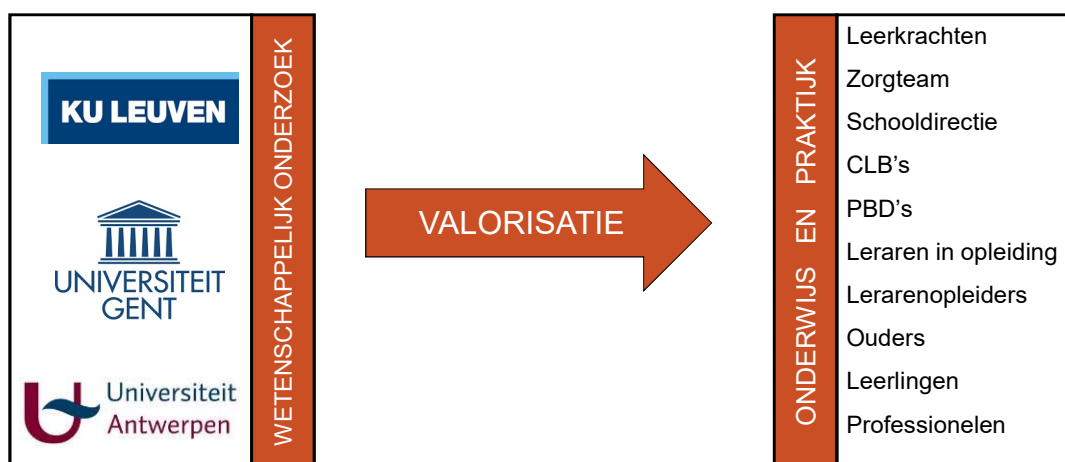 KU LEUVEN
UNIVERSITEIT
GENT
Universiteit
Antwerpen
WETENSCHAPPELIJK ONDERZOEK
VALORISATIE
ONDERWIJS EN PRAKTIJK
Leerkrachten
Zorgteam
Schooldirectie
CLB’s
PBD’s
Leraren in opleiding
Lerarenopleiders
Ouders
Leerlingen
Professionelen